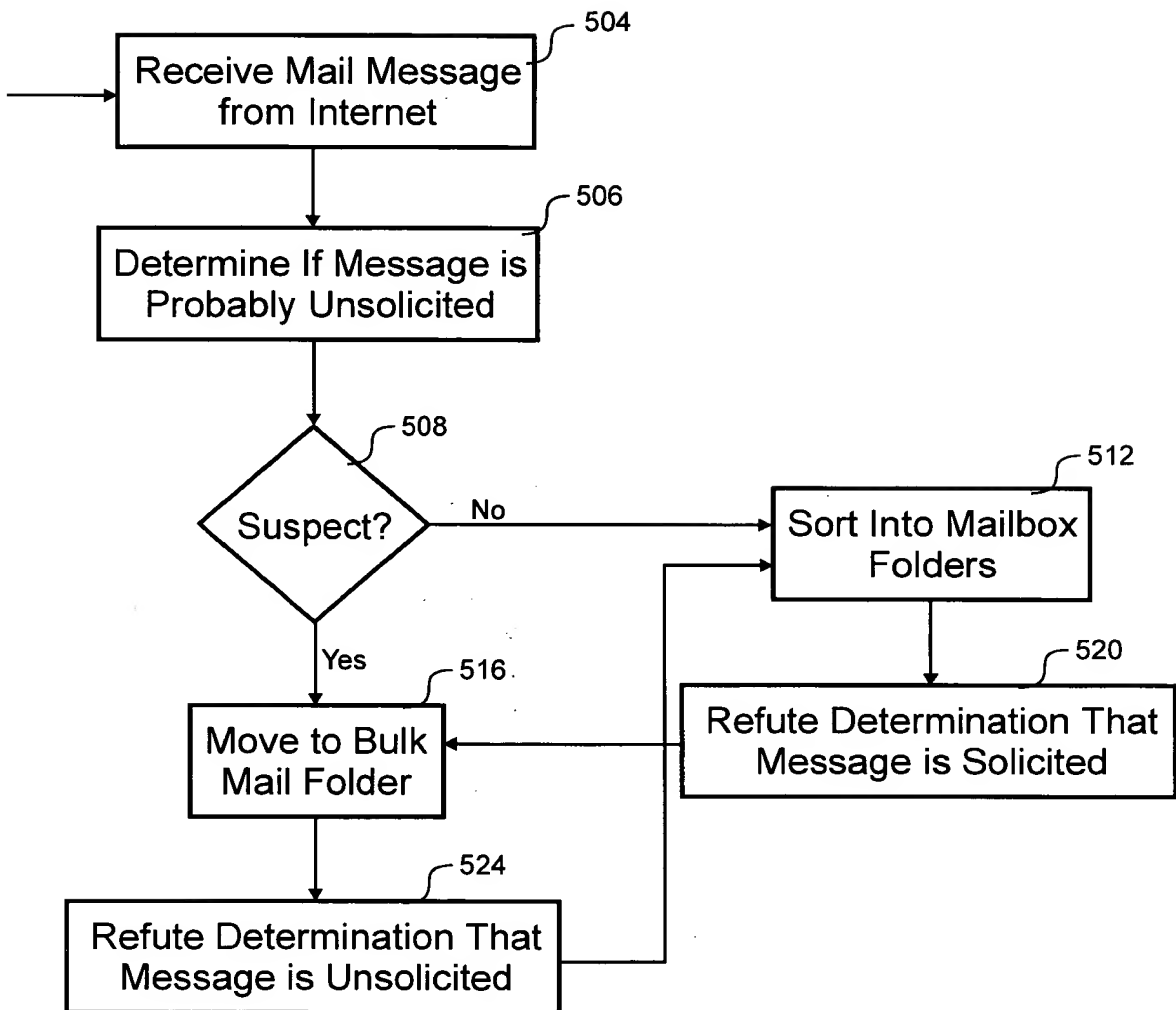 504
Receive Mail Message
from Internet
506
Determine If Message is
Probably Unsolicited
508
Suspect?
No
Yes
512
Sort Into Mailbox
Folders
516
Move to Bulk
Mail Folder
520
Refute Determination That
Message is Solicited
524
Refute Determination That
Message is Unsolicited